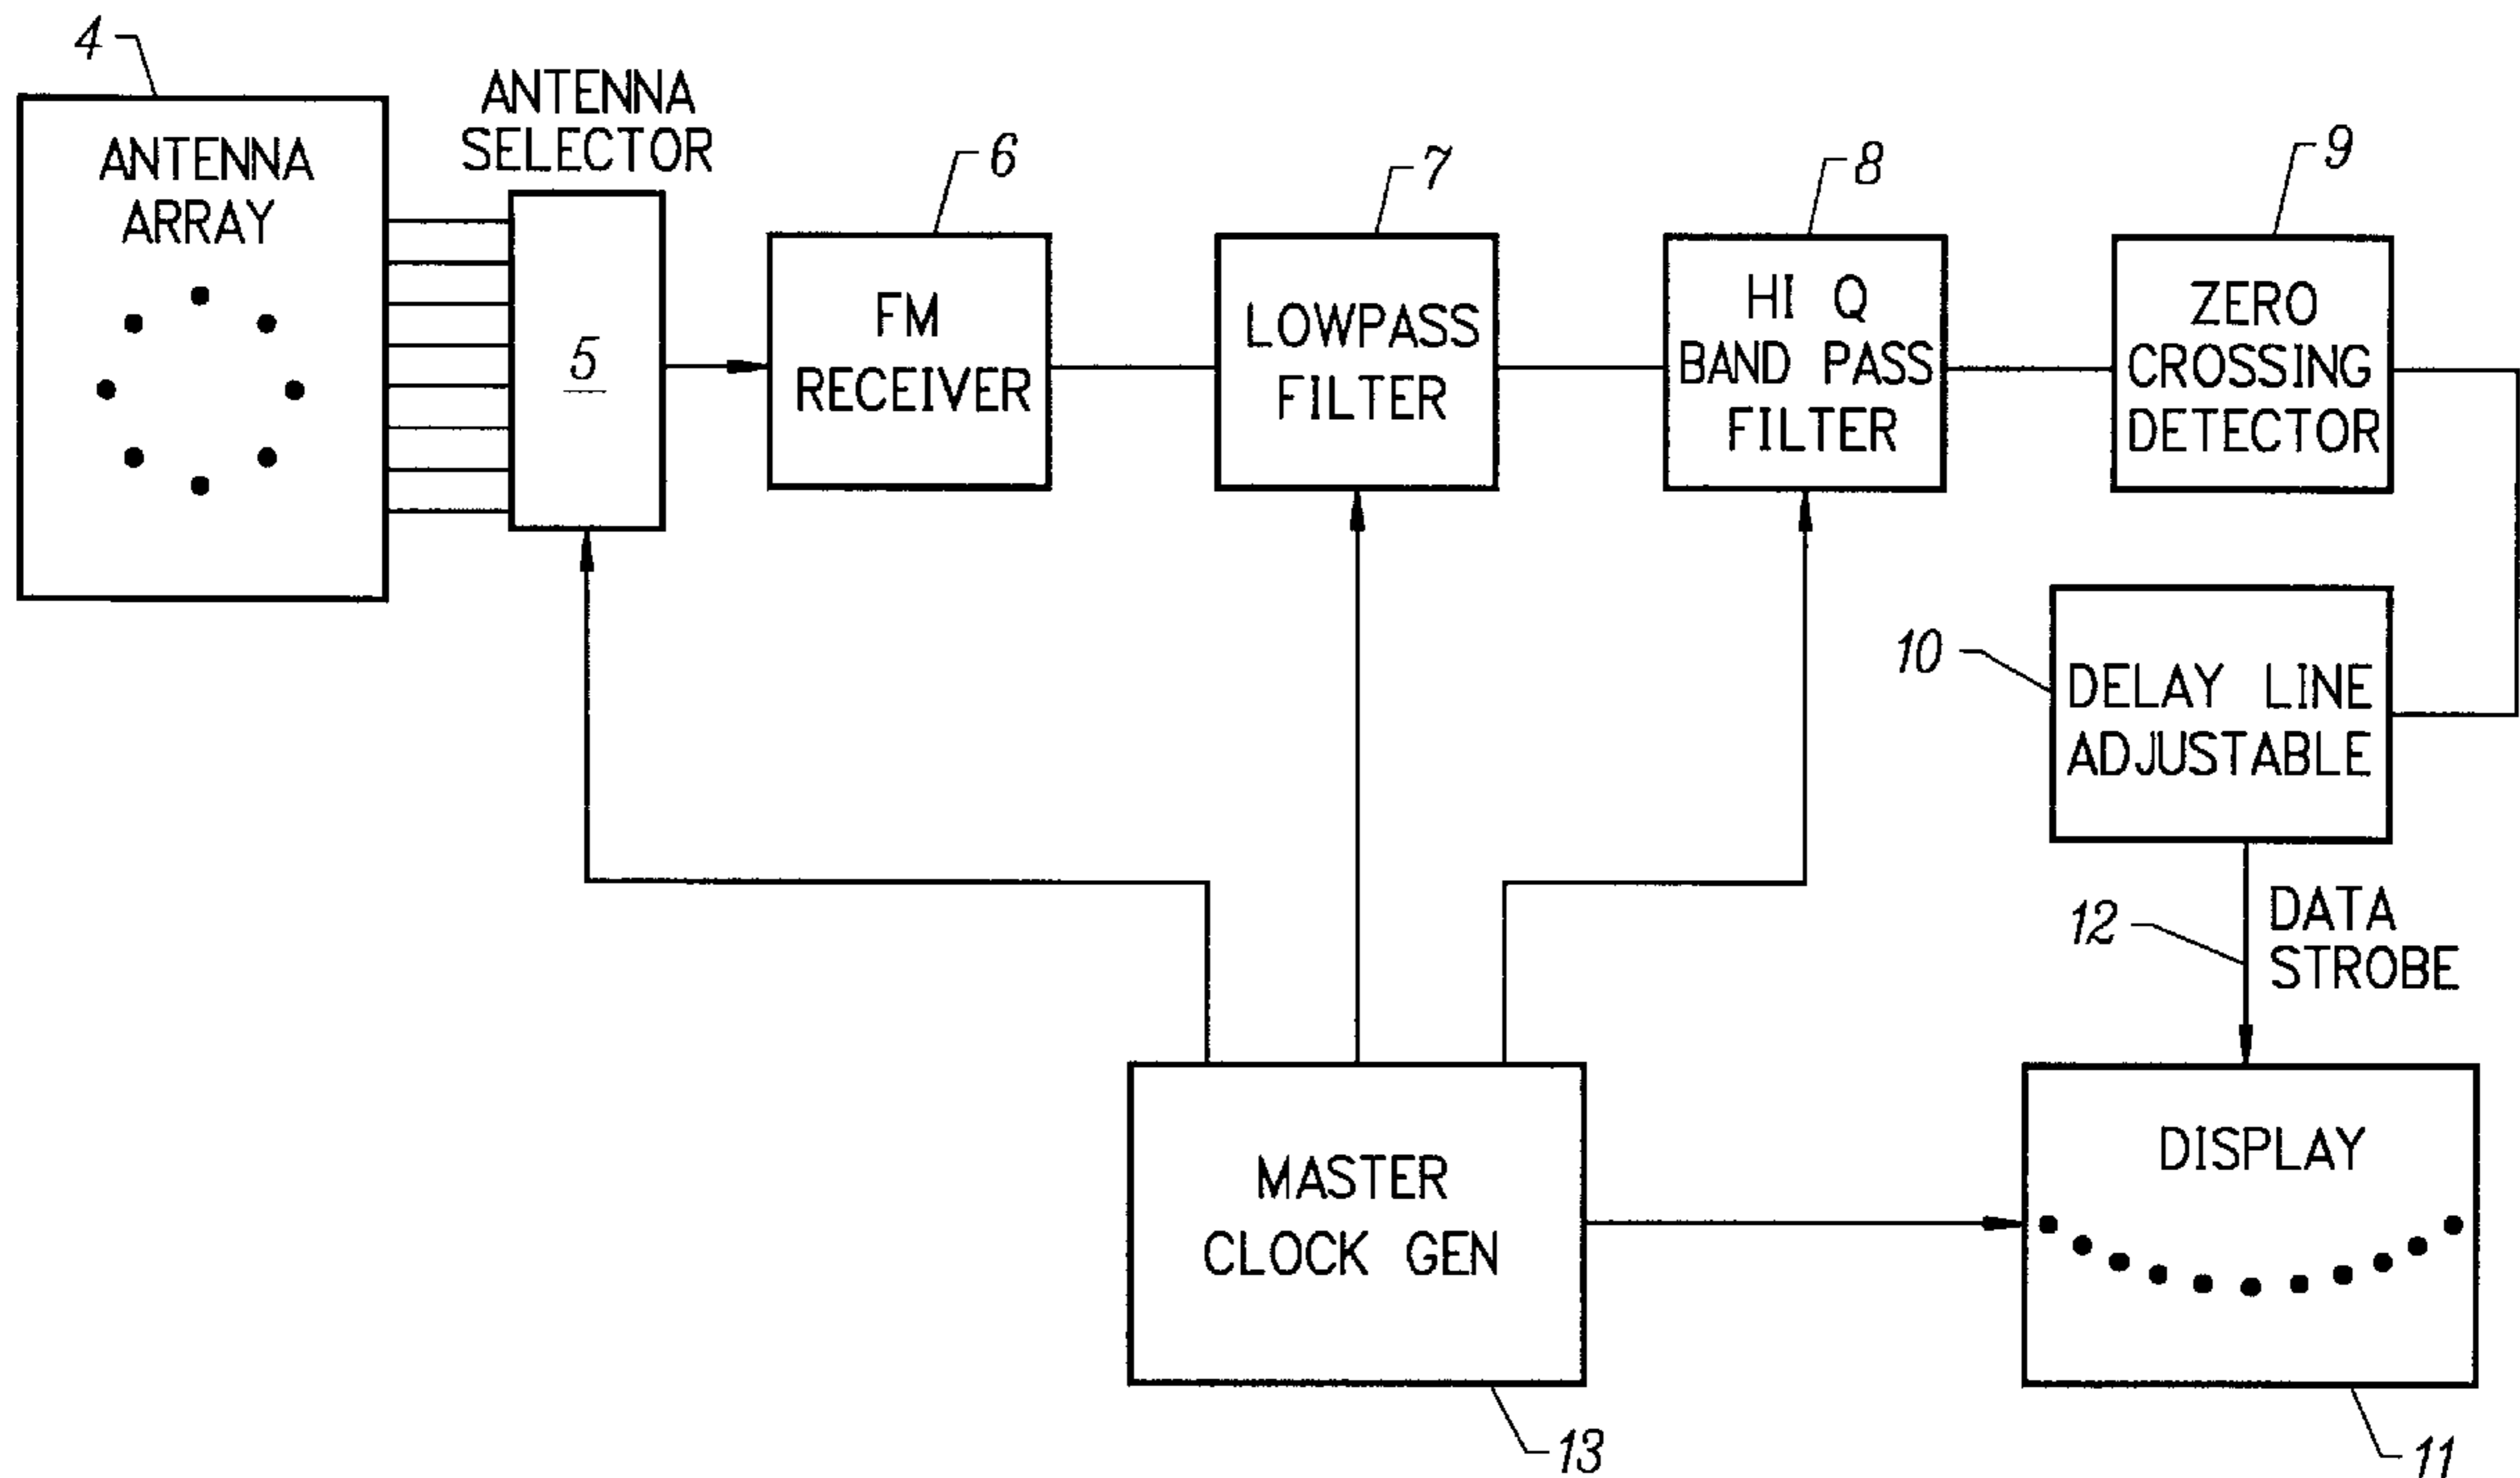 4
ANTENNA
ARRAY
ANTENNA
SELECTOR
5
6
FM
RECEIVER
7
LOWPASS
FILTER
8
HI Q
BAND PASS
FILTER
9
ZERO
CROSSING
DETECTOR
10
DELAY LINE
ADJUSTABLE
12
DATA
STROBE
MASTER
CLOCK GEN
13
DISPLAY
11